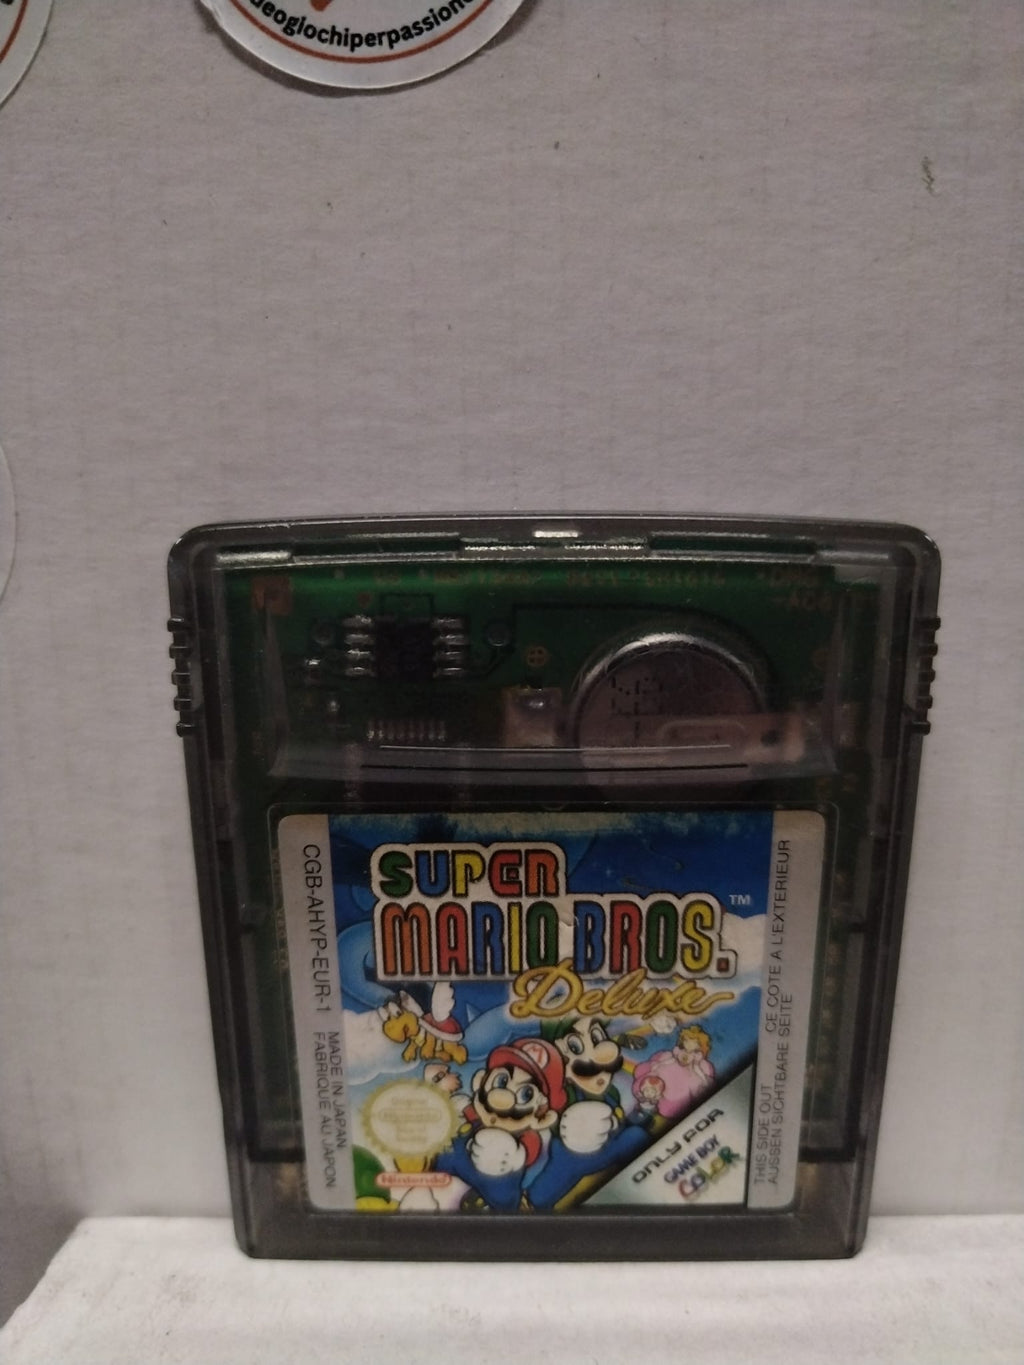 deogiochiperpassione
SUPER
MARIO BROS.
Deluxe
TM
CGB-AHYP-EUR-1
MADE IN JAPAN
FABRIQUÉ AU JAPON
Nintendo
ONLY FOR
GAME BOY
COLOR
THIS SIDE OUT CE COTE A L'EXTERIEUR
AUSSEN SICHTBARE SEITE